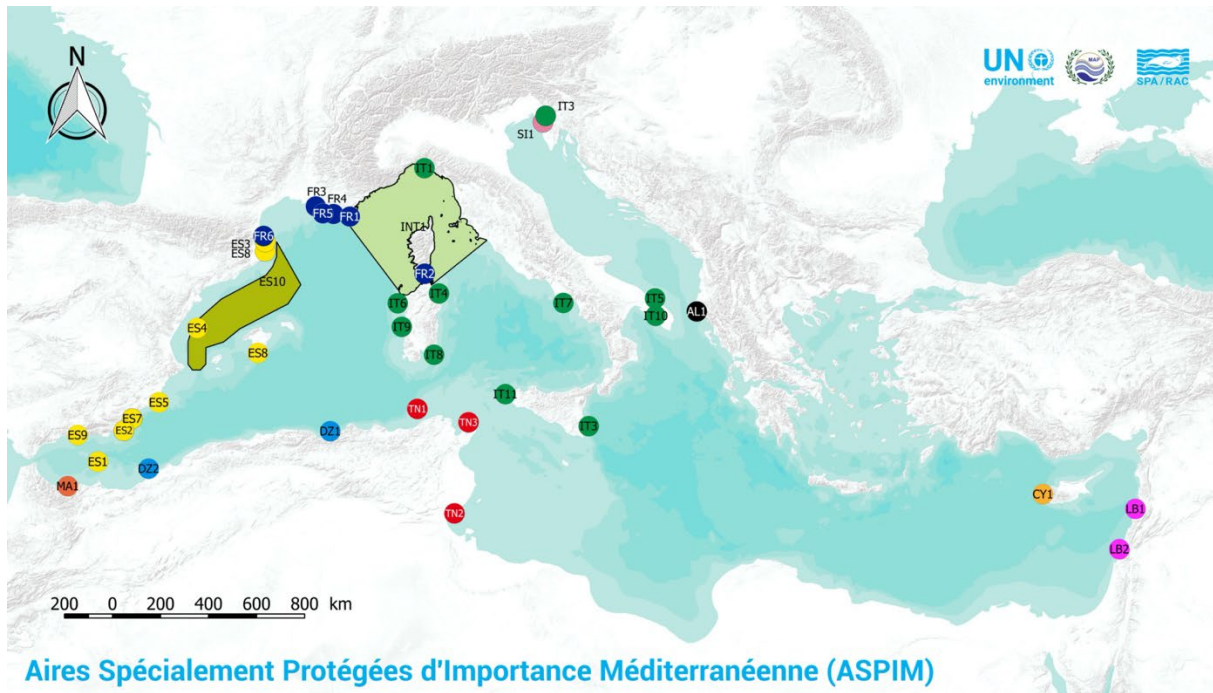 N
UN
environment
MAP
SPA/RAC
IT3
SI1
IT1
FR3
FR4
FR5
FR1
INT1
FR6
ES3
ES8
FR2
ES10
IT4
IT6
IT7
IT5
IT10
AL1
ES4
IT9
ES8
IT8
IT11
ES5
TN1
ES7
TN3
IT3
ES2
DZ1
ES9
ES1
DZ2
MA1
CY1
LB1
TN2
LB2
200 0 200 400 600 800 km
Aires Spécialement Protégées d'Importance Méditerranéenne (ASPIM)